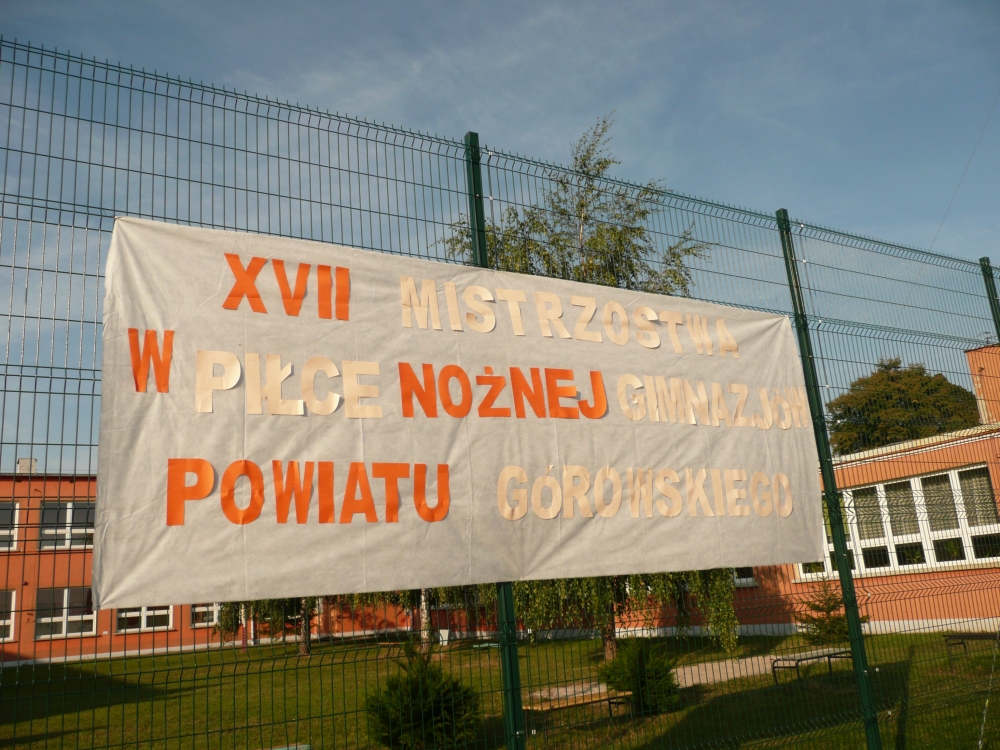 XVII MISTRZOSTWA
W PIŁCE NOŻNEJ GIMNAZJÓW
POWIATU GÓROWSKIEGO